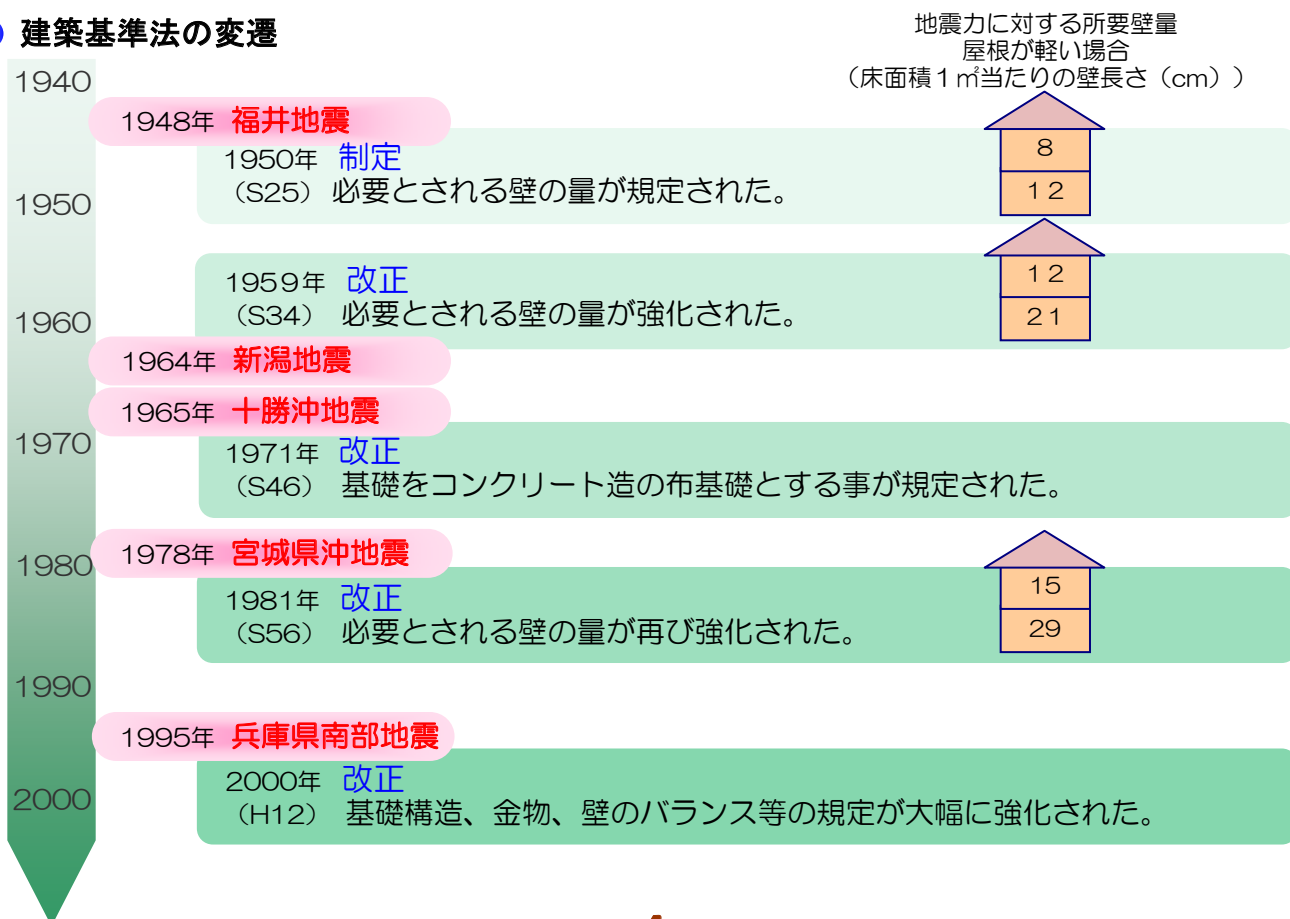 建築基準法の変遷
地震力に対する所要壁量
屋根が軽い場合
(床面積1㎡当たりの壁長さ(cm))
1940
1948年 福井地震
1950年 制定
(S25) 必要とされる壁の量が規定された。
8
12
1950
1959年 改正
(S34) 必要とされる壁の量が強化された。
12
21
1960
1964年 新潟地震
1965年 十勝沖地震
1970
1971年 改正
(S46) 基礎をコンクリート造の布基礎とする事が規定された。
1978年 宮城県沖地震
1980
1981年 改正
(S56) 必要とされる壁の量が再び強化された。
15
29
1990
1995年 兵庫県南部地震
2000年 改正
(H12) 基礎構造、金物、壁のバランス等の規定が大幅に強化された。
2000